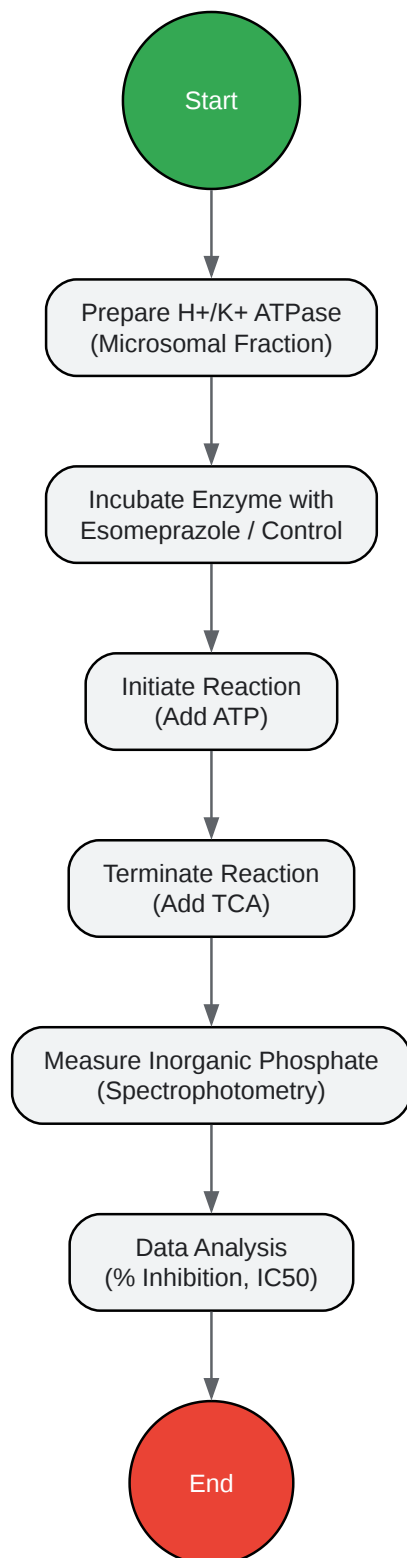 Start
Prepare H+/K+ ATPase
(Microsomal Fraction)
Incubate Enzyme with
Esomeprazole / Control
Initiate Reaction
(Add ATP)
Terminate Reaction
(Add TCA)
Measure Inorganic Phosphate
(Spectrophotometry)
Data Analysis
(% Inhibition, IC50)
End